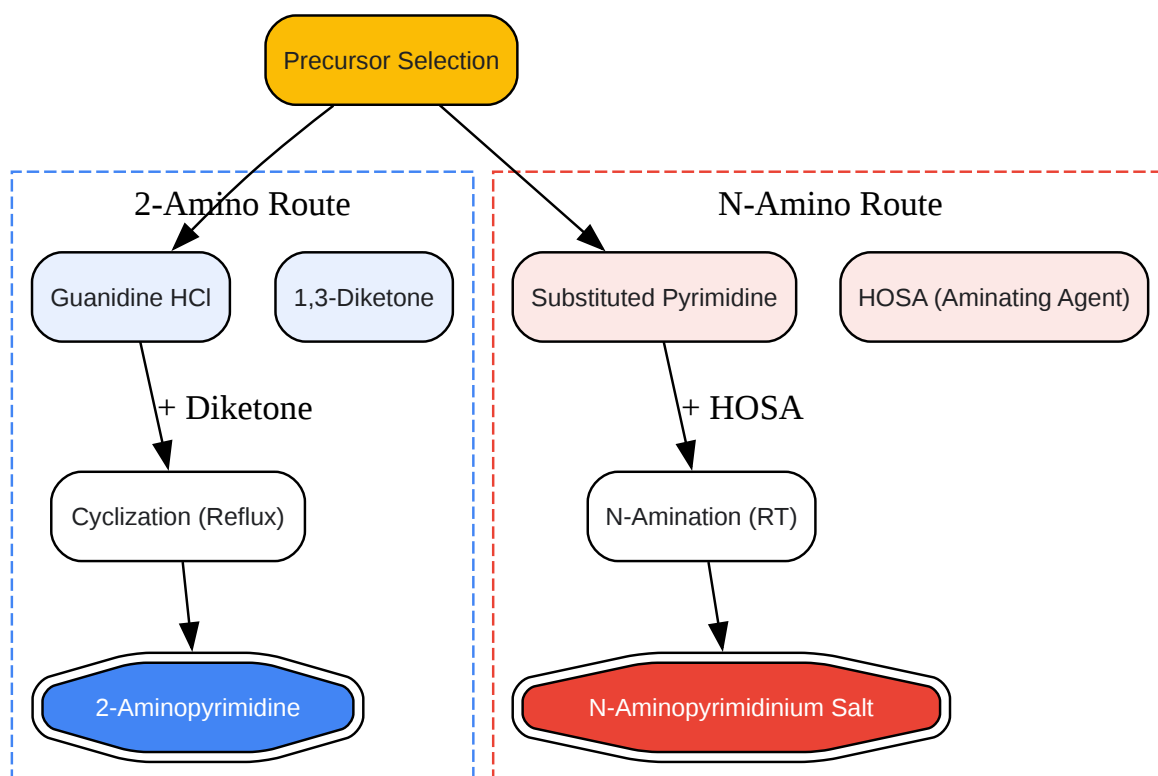 Precursor Selection
2-Amino Route
N-Amino Route
Guanidine HCl
1,3-Diketone
Substituted Pyrimidine
HOSA (Aminating Agent)
+ Diketone
+ HOSA
Cyclization (Reflux)
N-Amination (RT)
2-Aminopyrimidine
N-Aminopyrimidinium Salt